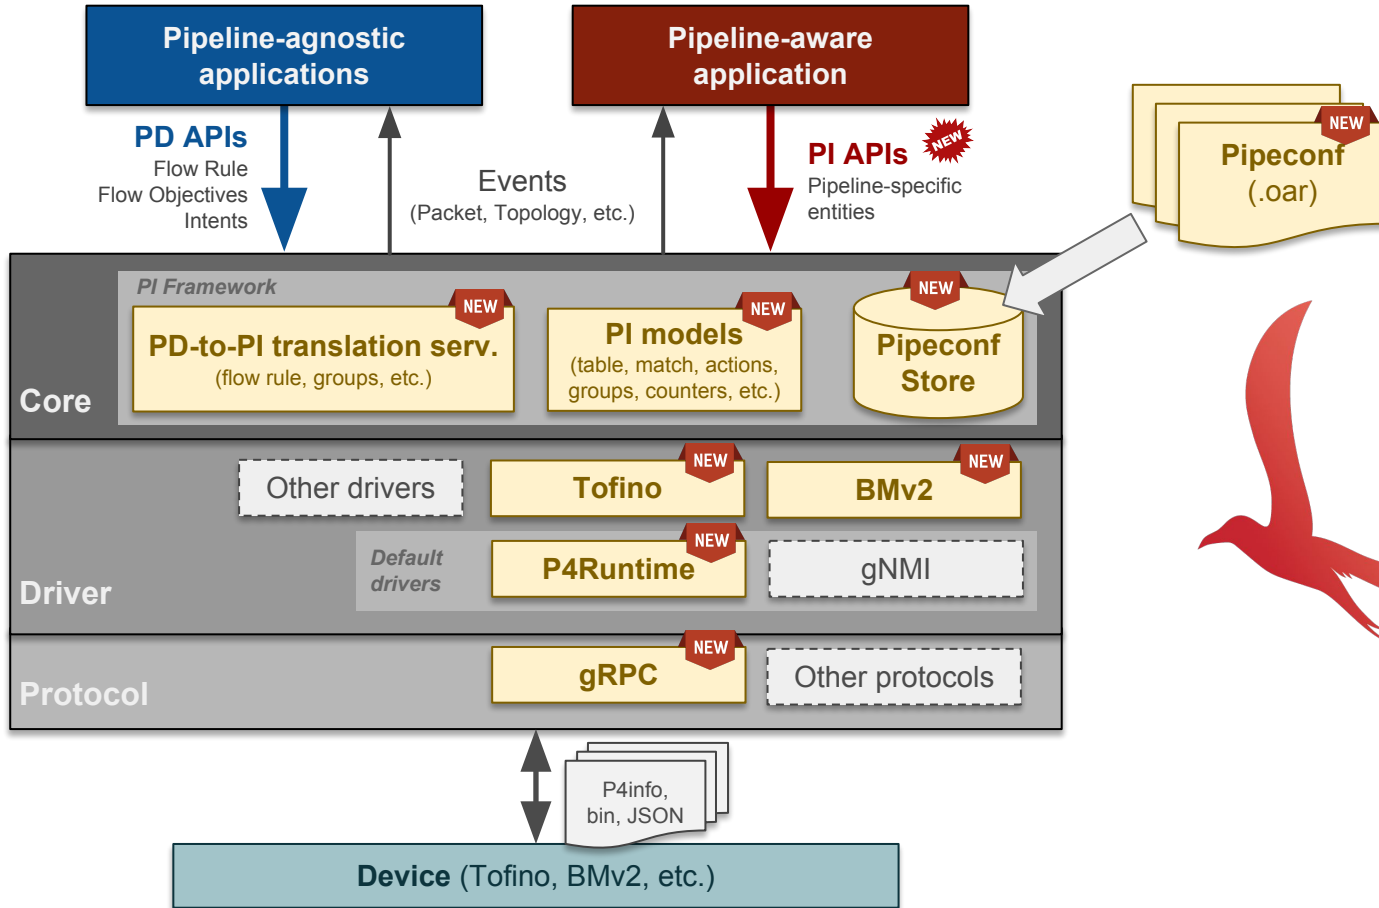 Pipeline-agnostic
applications
Pipeline-aware
application
PD APIs
Flow Rule
Flow Objectives
Intents
Events
(Packet, Topology, etc.)
NEW
PI APIs
Pipeline-specific
entities
NEW
Pipeconf
(.oar)
PI Framework
NEW
PD-to-PI translation serv.
(flow rule, groups, etc.)
NEW
PI models
(table, match, actions,
groups, counters, etc.)
NEW
Pipeconf
Store
Core
Other drivers
NEW
Tofino
NEW
BMv2
Default
drivers
NEW
P4Runtime
gNMI
Driver
NEW
gRPC
Other protocols
Protocol
P4info,
bin, JSON
Device (Tofino, BMv2, etc.)